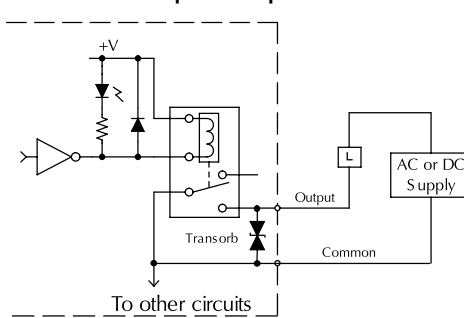 +V
L
AC or DC
Supply
Output
Transorb
Common
To other circuits